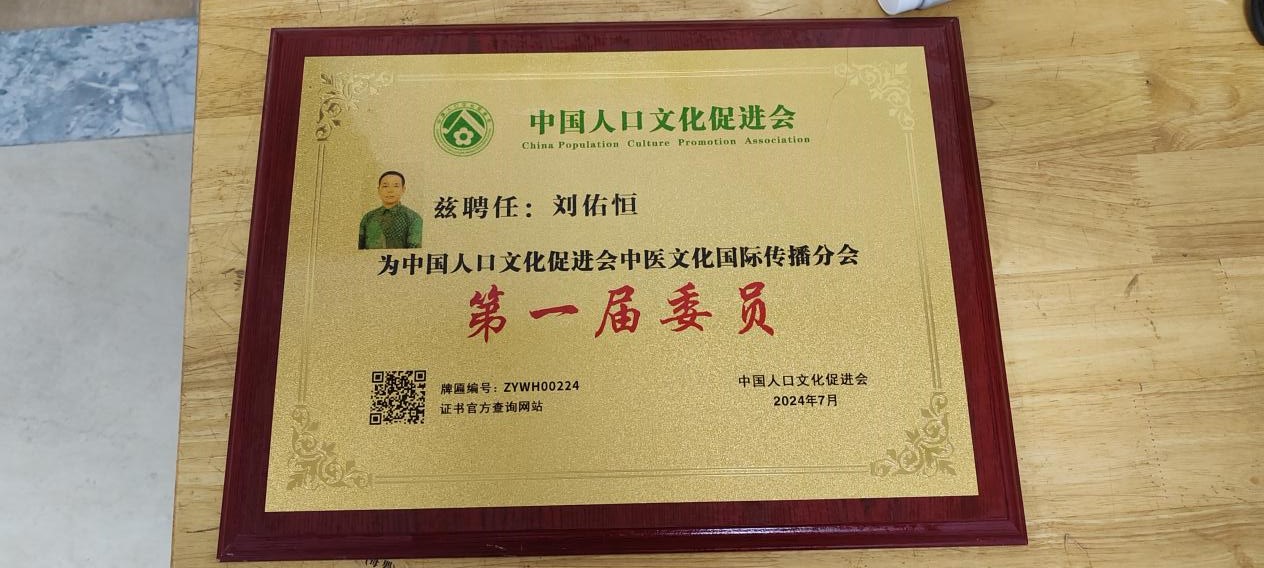 中国人口文化促进会
China Population Culture Promotion Association
兹聘任：刘佑恒
为中国人口文化促进会中医文化国际传播分会
第一届委员
牌匾编号：ZYWH00224
证书官方查询网站
中国人口文化促进会
2024年7月